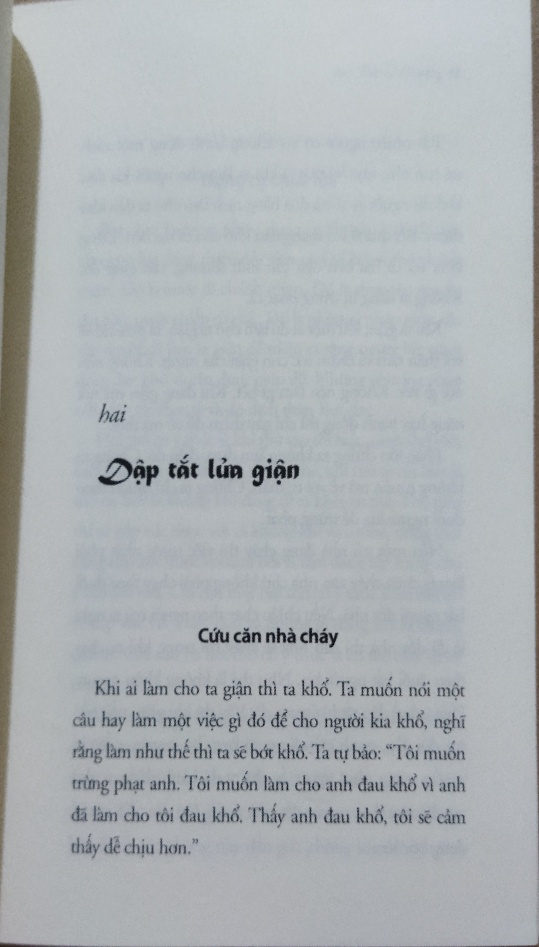 hai
Dập tắt lửa giận
Cứu căn nhà cháy
Khi ai làm cho ta giận thì ta khổ. Ta muốn nói một
câu hay làm một việc gì đó để cho người kia khổ, nghĩ
rằng làm như thế thì ta sẽ bớt khổ. Ta tự bảo: “Tôi muốn
trừng phạt anh. Tôi muốn làm cho anh đau khổ vì anh
đã làm cho tôi đau khổ. Thấy anh đau khổ, tôi sẽ cảm
thấy dễ chịu hơn.”